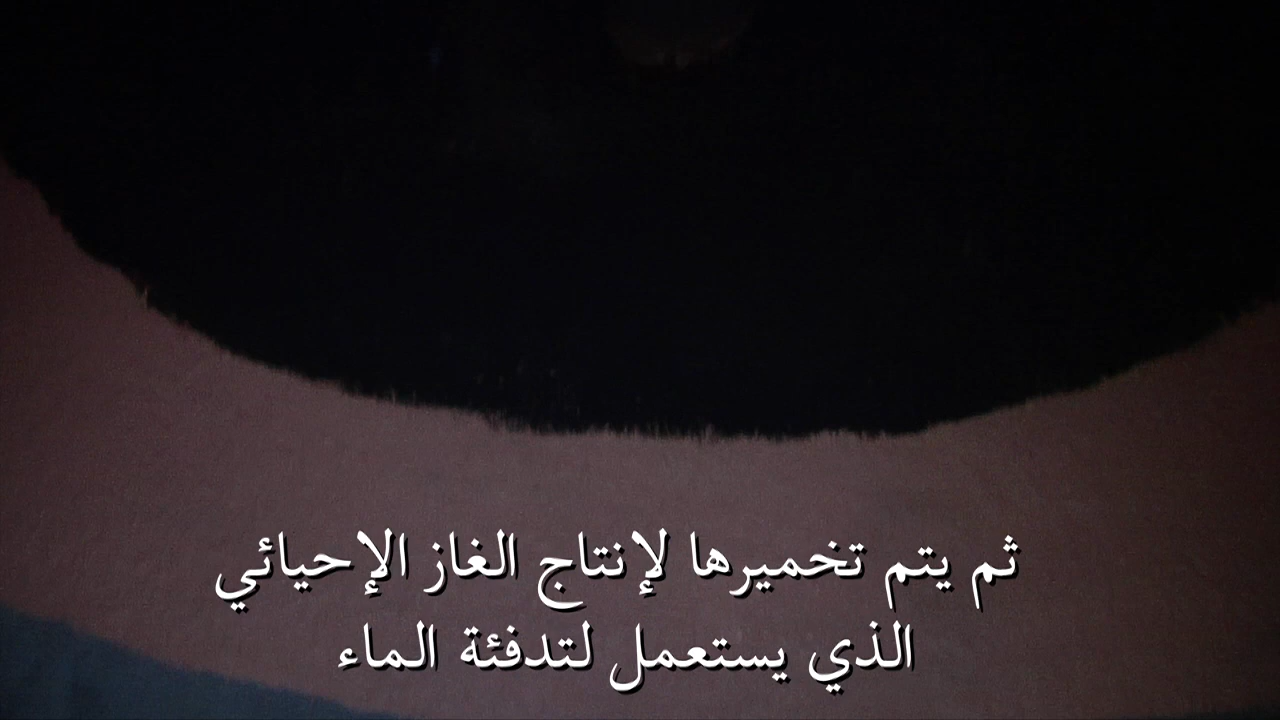 ثم يتم تخميرها لإنتاج الغاز الإحيائي
الذي يستعمل لتدفئة الماء